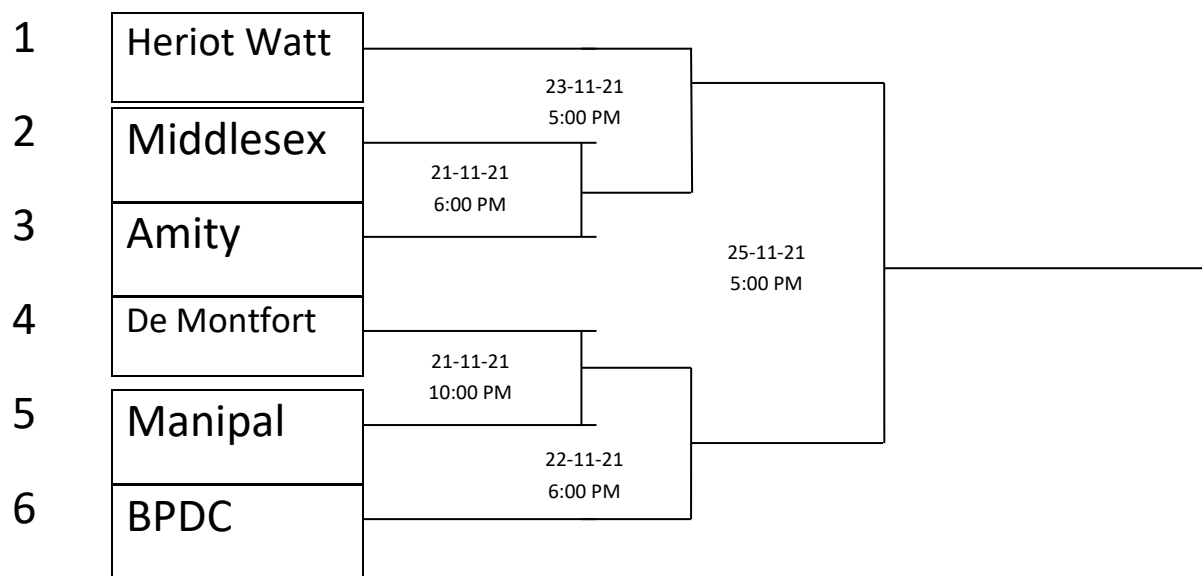 1 Heriot Watt
23-11-21
5:00 PM
2 Middlesex
21-11-21
6:00 PM
3 Amity
25-11-21
5:00 PM
4 De Montfort
21-11-21
10:00 PM
5 Manipal
22-11-21
6:00 PM
6 BPDC